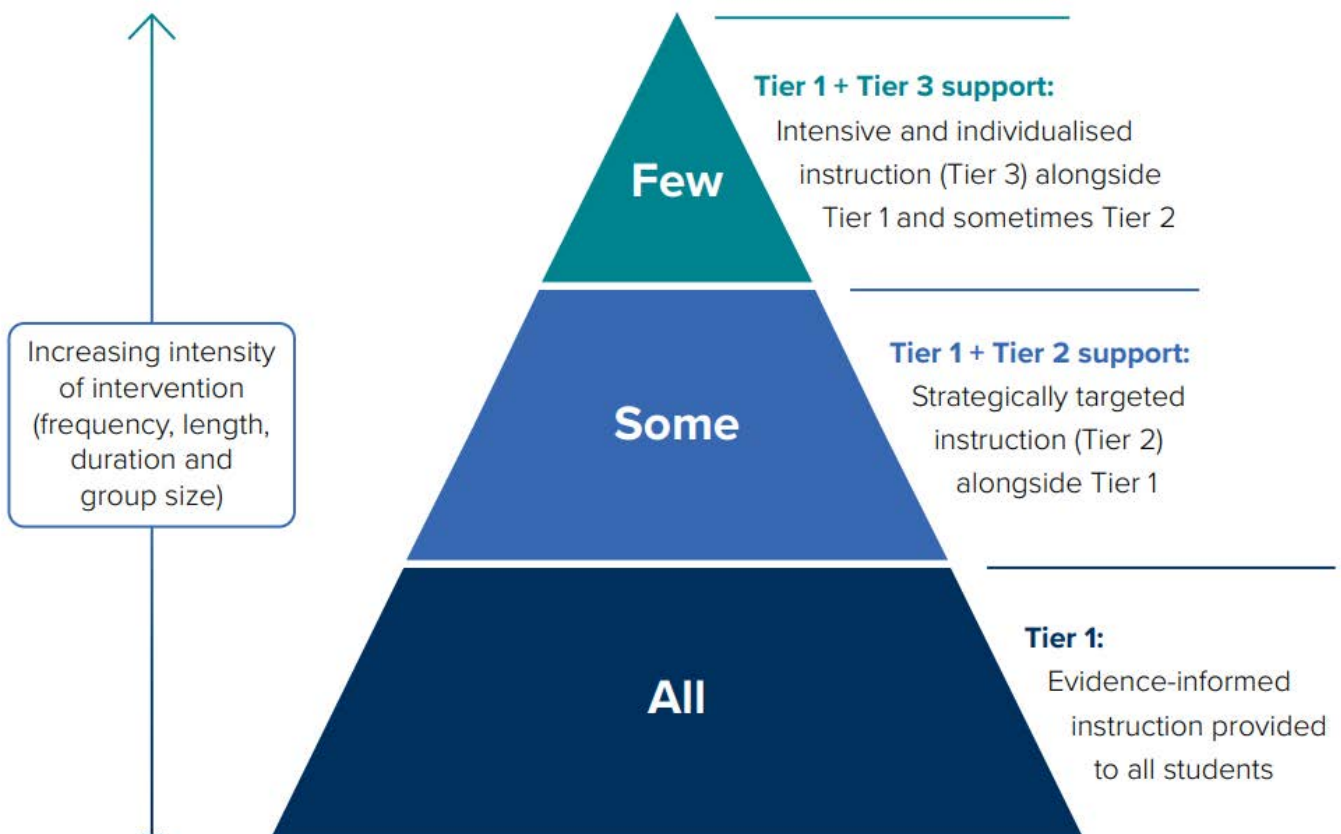 Tier 1 + Tier 3 support:
Intensive and individualised
instruction (Tier 3) alongside
Tier 1 and sometimes Tier 2
Few
Increasing intensity
of intervention
(frequency, length,
duration and
group size)
Tier 1 + Tier 2 support:
Strategically targeted
instruction (Tier 2)
alongside Tier 1
Some
Tier 1:
Evidence-informed
instruction provided
to all students
All